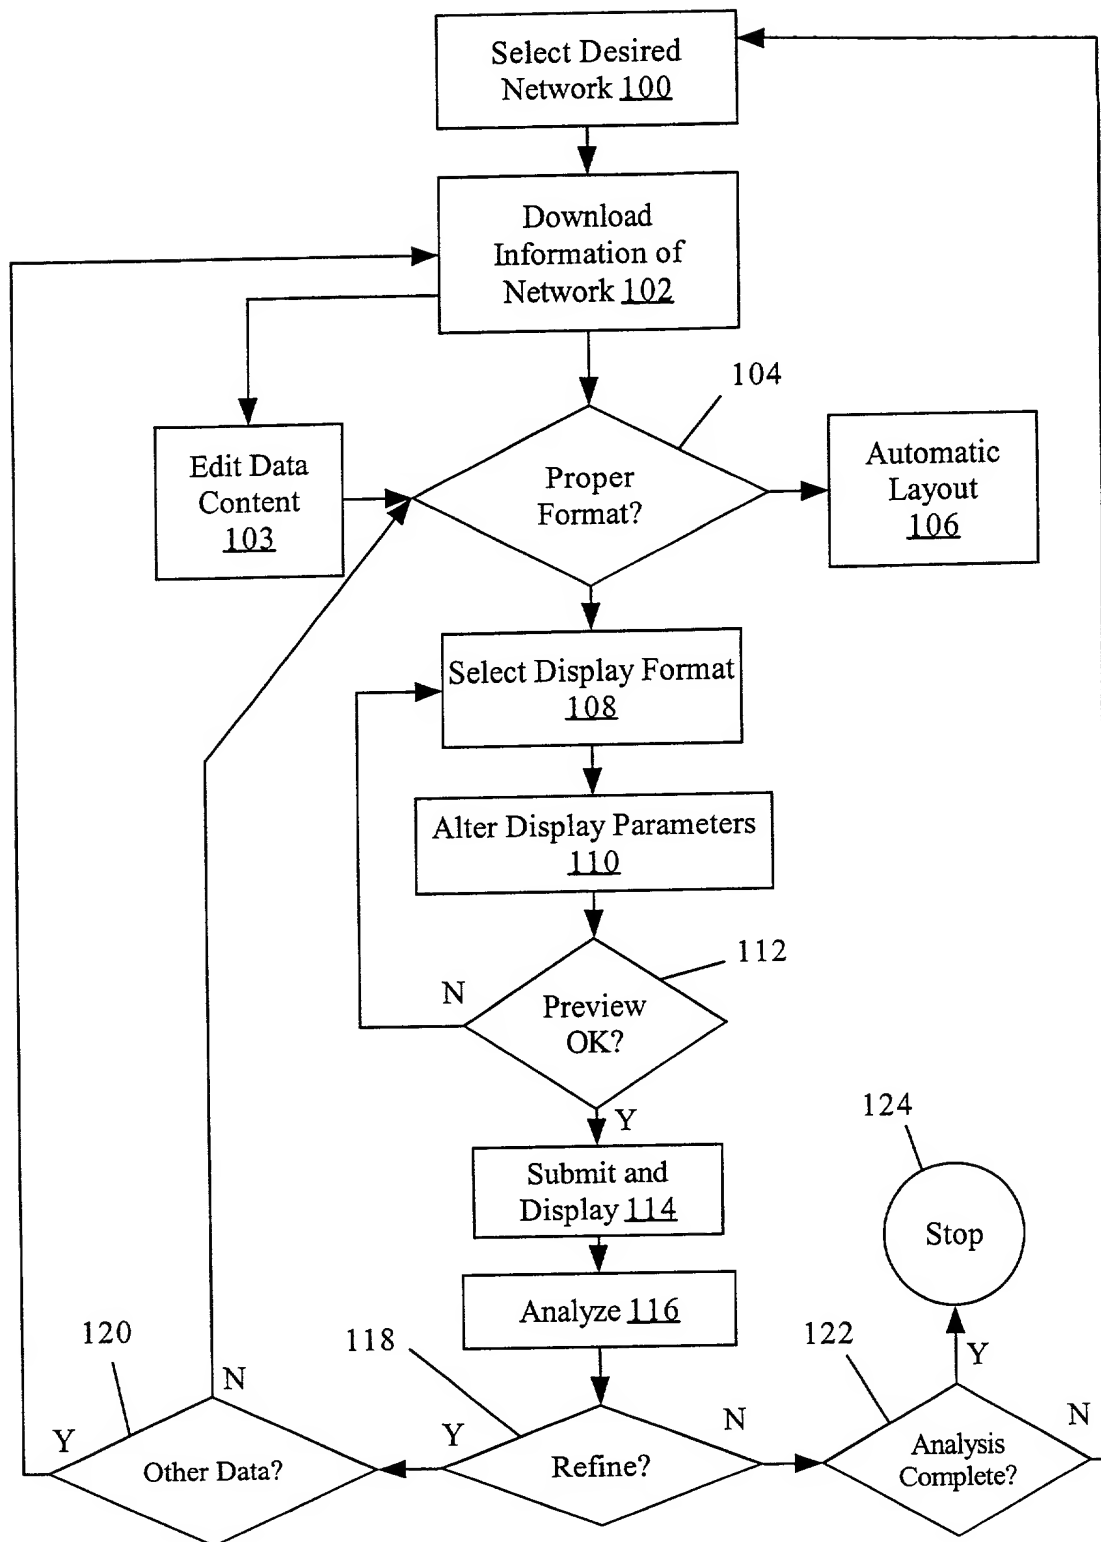 Select Desired
Network 100
Download
Information of
Network 102
104
Edit Data
Content
103
Proper
Format?
Automatic
Layout
106
Select Display Format
108
Alter Display Parameters
110
112
N
Preview
OK?
Y
124
Submit and
Display 114
Stop
Analyze 116
120
118
122
Y
N
Y
Y
N
N
Other Data?
Refine?
Analysis
Complete?